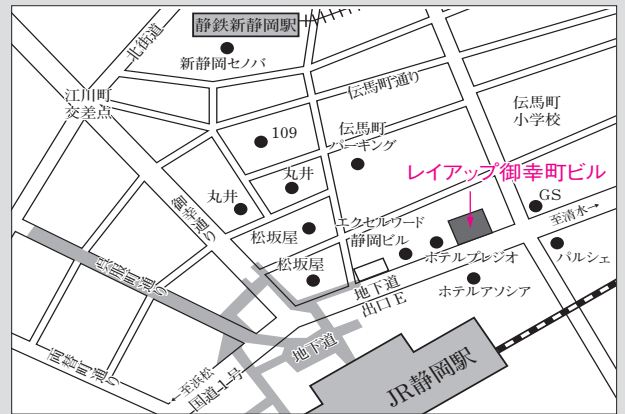 静鉄新静岡駅
新静岡セノバ
北街道
江川町
交差点
伝馬町通り
伝馬町
小学校
109
伝馬町
パーキング
丸井
丸井
御幸通り
レイアップ御幸町ビル
GS
至清水→
松坂屋
エクセルワード
静岡ビル
ホテルプレジオ
パルシェ
松坂屋
地下道
出口E
ホテルアソシア
呉服町通り
両替町通り
←至浜松
国道1号
地下道
JR静岡駅